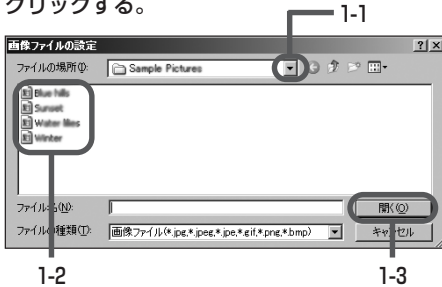 クリックする。
1-1
画像ファイルの設定
ファイルの場所(I):
Sample Pictures
Blue hills
Sunset
Water lilies
Winter
ファイル名(N):
開く(O)
ファイルの種類(T):
画像ファイル(*.jpg,*.jpeg,*.jpe,*.gif,*.png,*.bmp)
キャンセル
1-2
1-3